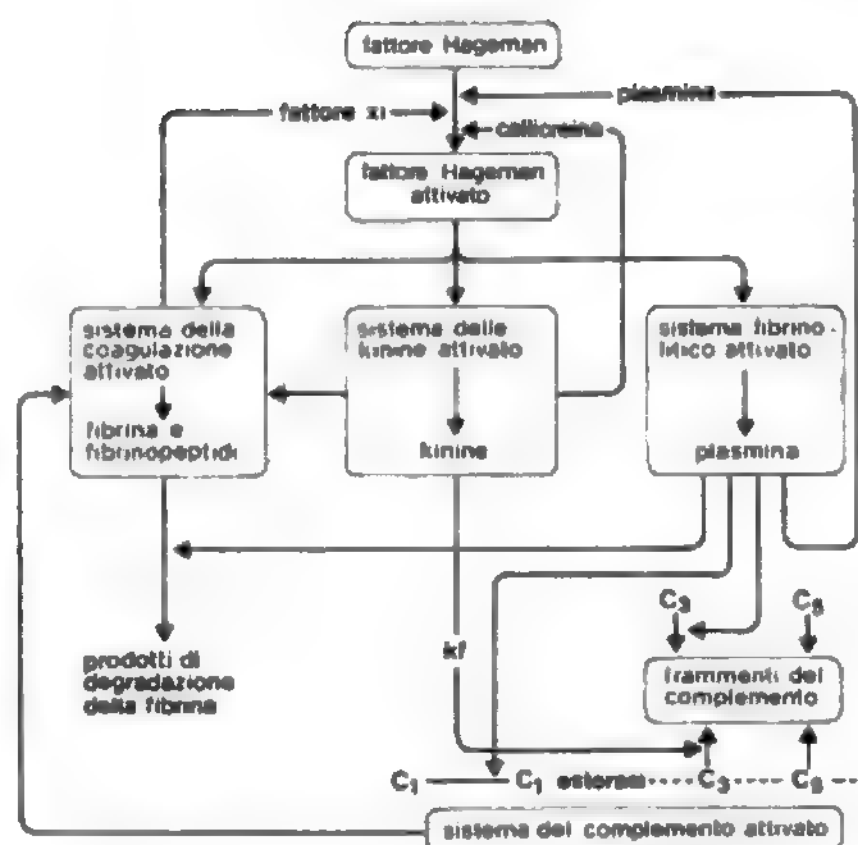 fattore Hageman
plasmina
fattore XI
callicreina
fattore Hageman
attivato
sistema della
coagulazione
attivato
fibrina e
fibrinopeptidi
sistema delle
kinine attivato
kinine
sistema fibrino-
litico attivato
plasmina
C3 C5
kf
prodotti di
degradazione
della fibrina
frammenti del
complemento
C1 C1 esterasi C3 C5
sistema del complemento attivato